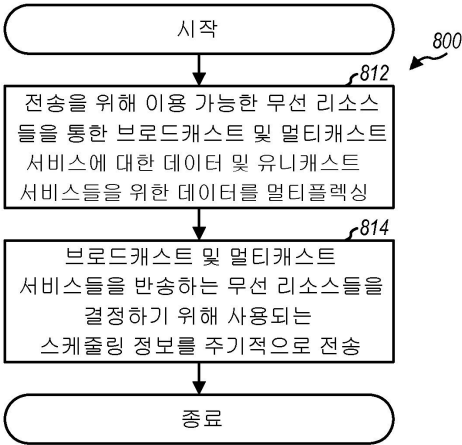 시작
800
812
전송을 위해 이용 가능한 무선 리소스
들을 통한 브로드캐스트 및 멀티캐스트
서비스에 대한 데이터 및 유니캐스트
서비스들을 위한 데이터를 멀티플렉싱
814
브로드캐스트 및 멀티캐스트
서비스들을 반송하는 무선 리소스들을
결정하기 위해 사용되는
스케줄링 정보를 주기적으로 전송
종료